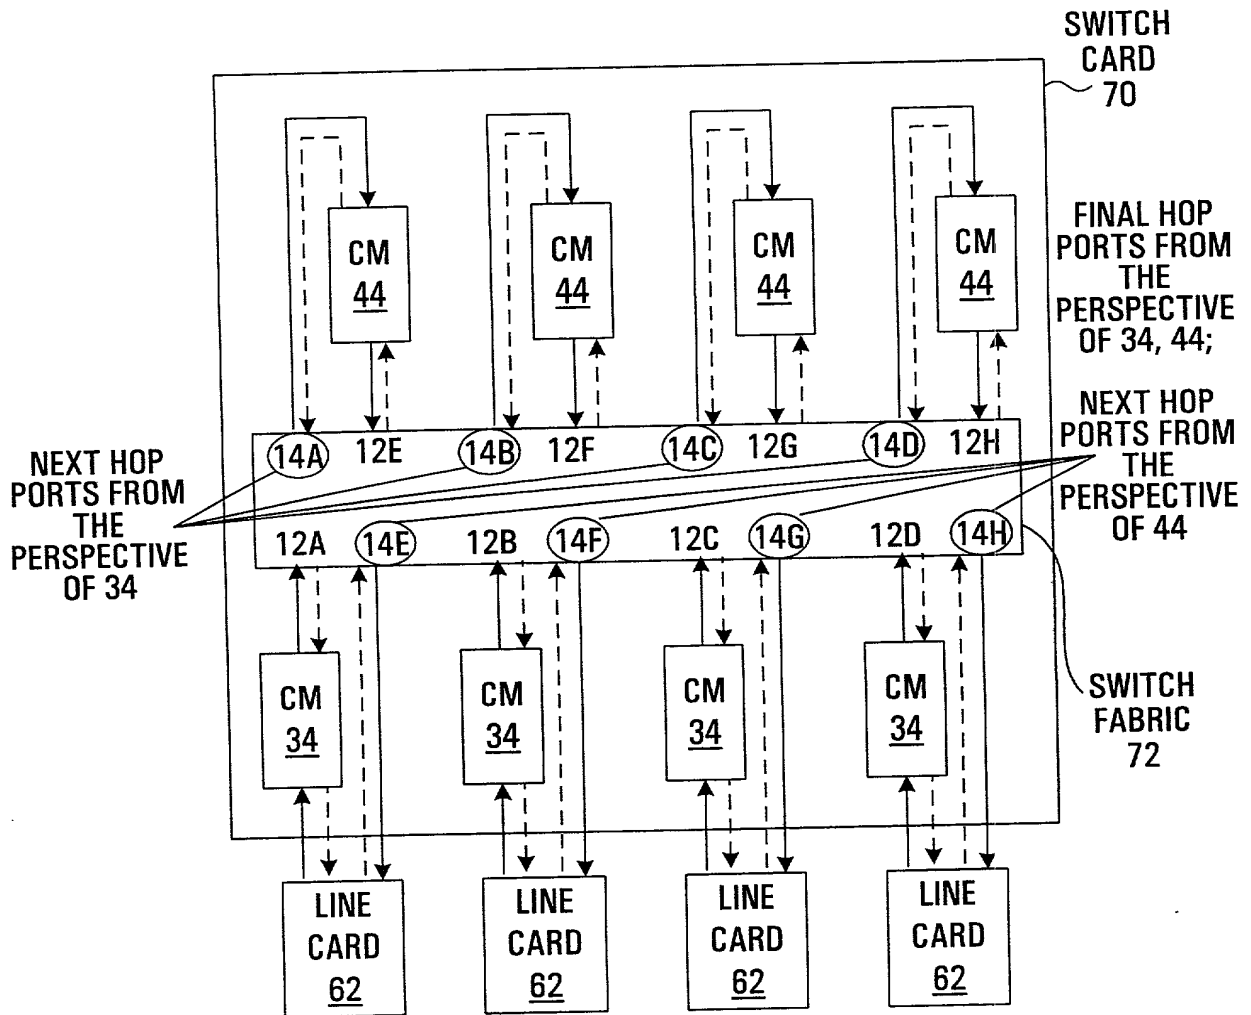 SWITCH
CARD
70
CM
44
CM
44
CM
44
CM
44
FINAL HOP
PORTS FROM
THE
PERSPECTIVE
OF 34, 44;
NEXT HOP
PORTS FROM
THE
PERSPECTIVE
OF 44
NEXT HOP
PORTS FROM
THE
PERSPECTIVE
OF 34
14A 12E 14B 12F 14C 12G 14D 12H
12A 14E 12B 14F 12C 14G 12D 14H
CM
34
CM
34
CM
34
CM
34
SWITCH
FABRIC
72
LINE
CARD
62
LINE
CARD
62
LINE
CARD
62
LINE
CARD
62